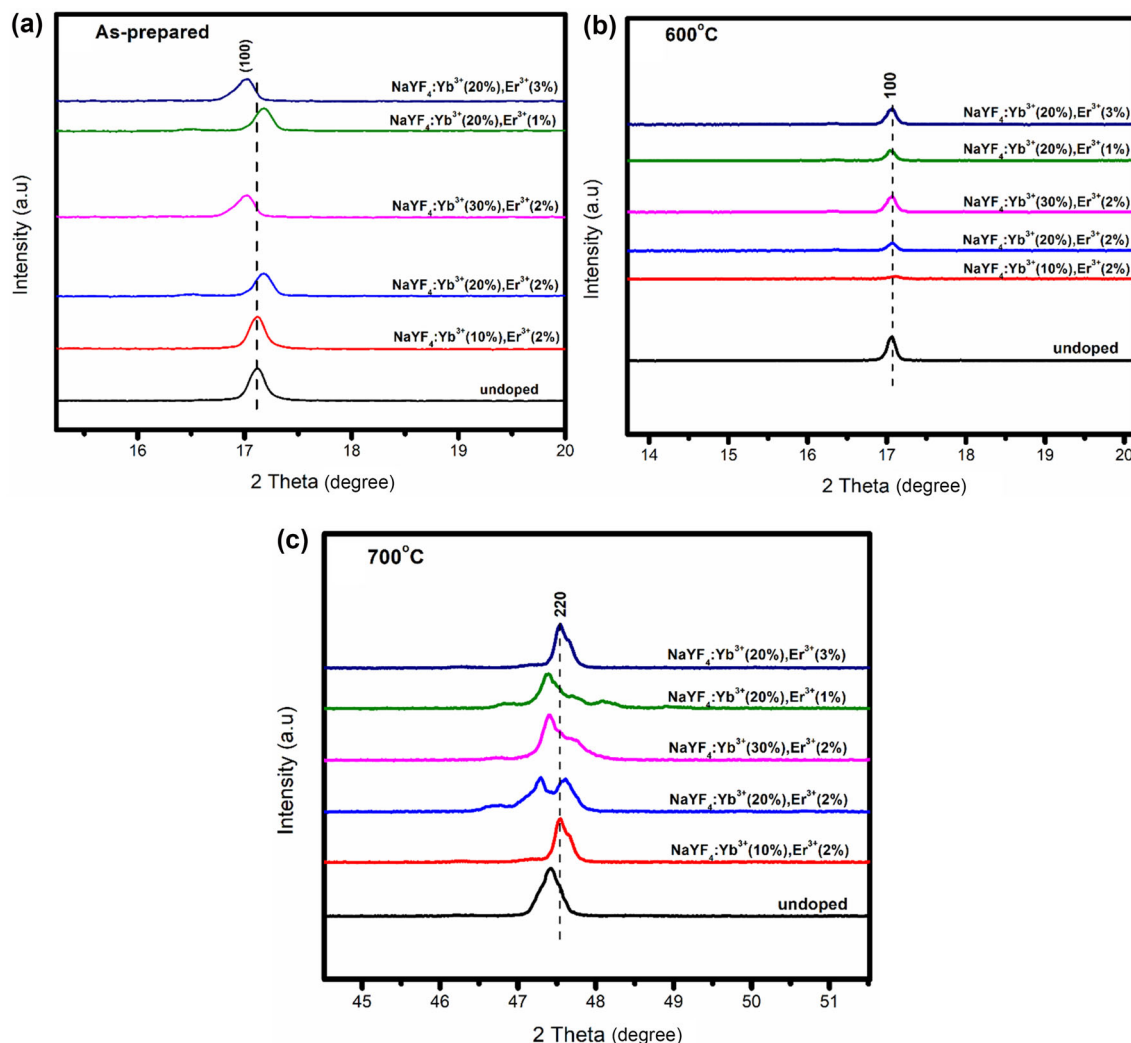 (a)
As-prepared
(100)
NaYF₄:Yb³⁺(20%),Er³⁺(3%)
NaYF₄:Yb³⁺(20%),Er³⁺(1%)
NaYF₄:Yb³⁺(30%),Er³⁺(2%)
NaYF₄:Yb³⁺(20%),Er³⁺(2%)
NaYF₄:Yb³⁺(10%),Er³⁺(2%)
undoped
Intensity (a.u)
16 17 18 19 20
2 Theta (degree)
(b)
600°C
100
NaYF₄:Yb³⁺(20%),Er³⁺(3%)
NaYF₄:Yb³⁺(20%),Er³⁺(1%)
NaYF₄:Yb³⁺(30%),Er³⁺(2%)
NaYF₄:Yb³⁺(20%),Er³⁺(2%)
NaYF₄:Yb³⁺(10%),Er³⁺(2%)
undoped
Intensity (a.u)
14 15 16 17 18 19 20
2 Theta (degree)
(c)
700°C
220
NaYF₄:Yb³⁺(20%),Er³⁺(3%)
NaYF₄:Yb³⁺(20%),Er³⁺(1%)
NaYF₄:Yb³⁺(30%),Er³⁺(2%)
NaYF₄:Yb³⁺(20%),Er³⁺(2%)
NaYF₄:Yb³⁺(10%),Er³⁺(2%)
undoped
Intensity (a.u)
45 46 47 48 49 50 51
2 Theta (degree)